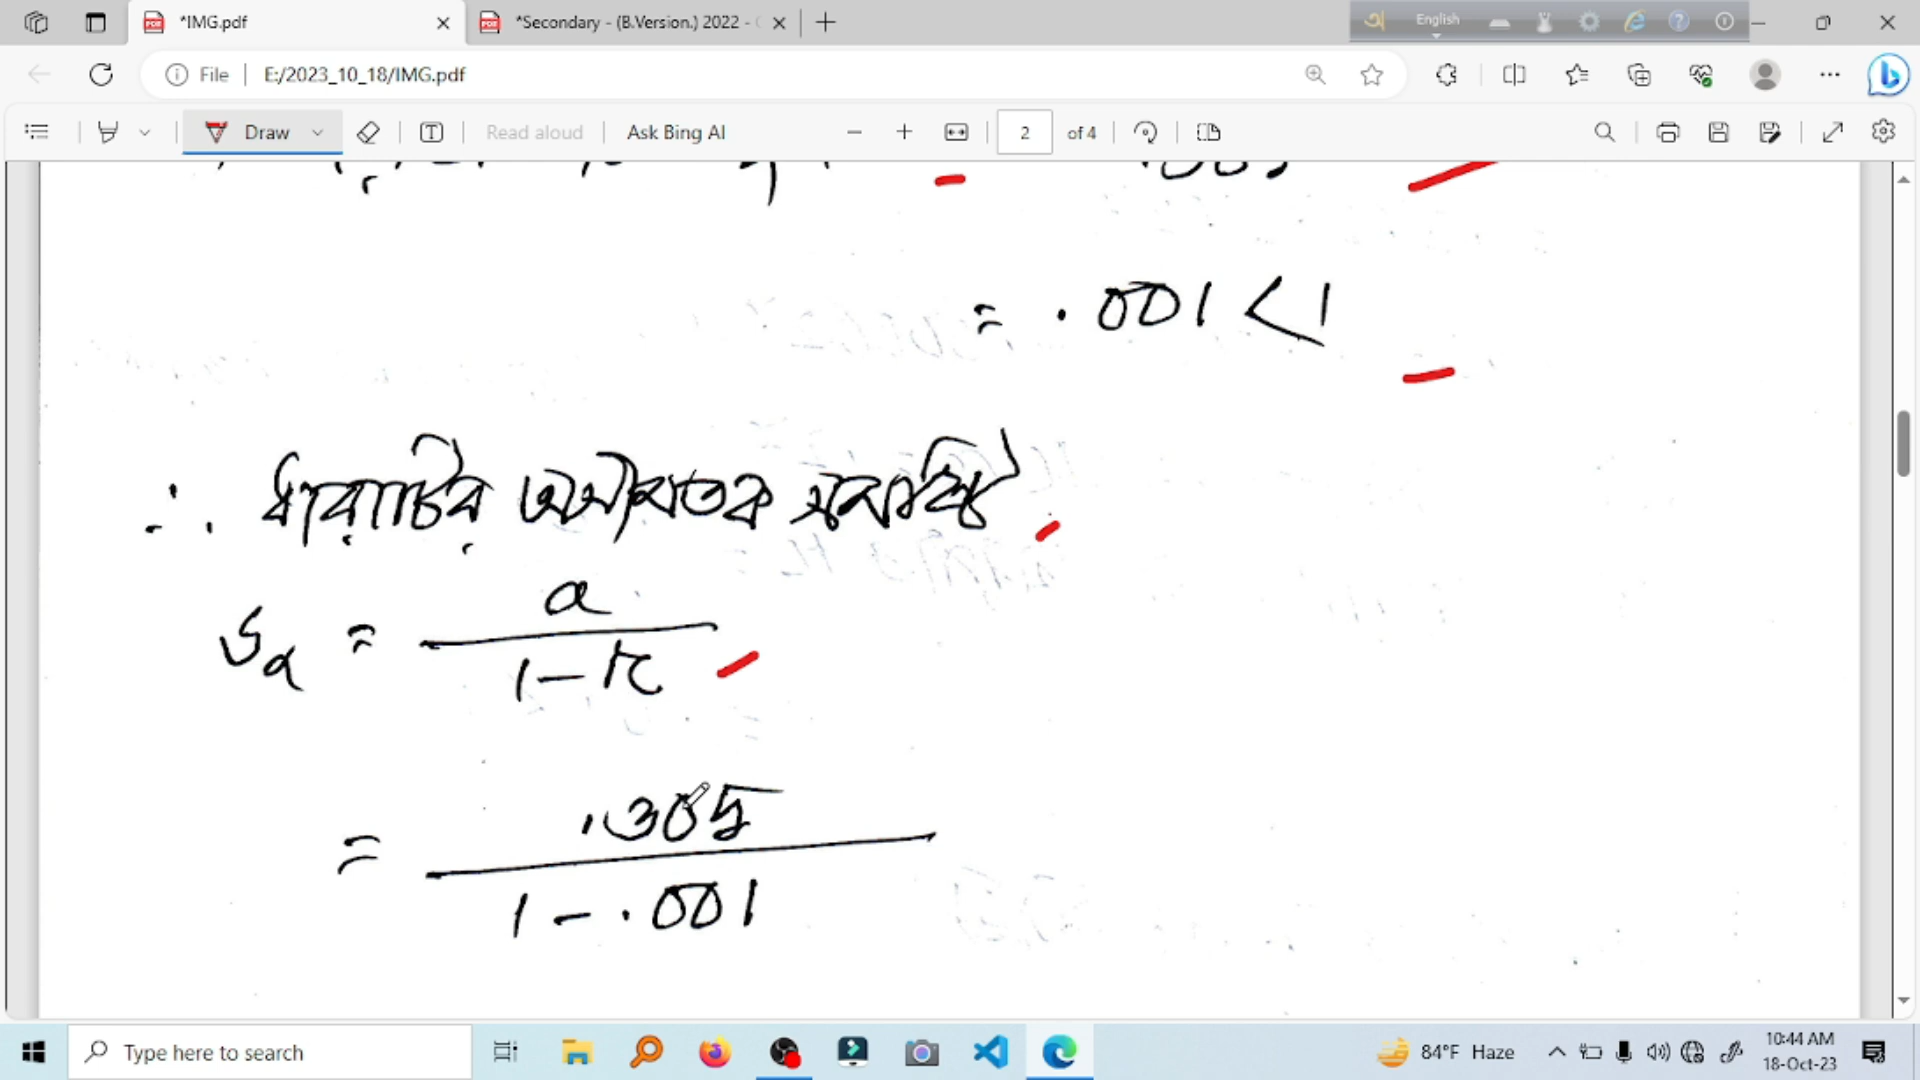 *IMG.pdf
*Secondary - (B.Version.) 2022 -
English
File
E:/2023_10_18/IMG.pdf
Draw
Read aloud
Ask Bing AI
2
of 4
= .001 < 1
∴ ধারাটির অসীমতক সমষ্টি
S∝ = a / 1 - r
= .305 / 1 - .001
Type here to search
84°F Haze
10:44 AM
18-Oct-23